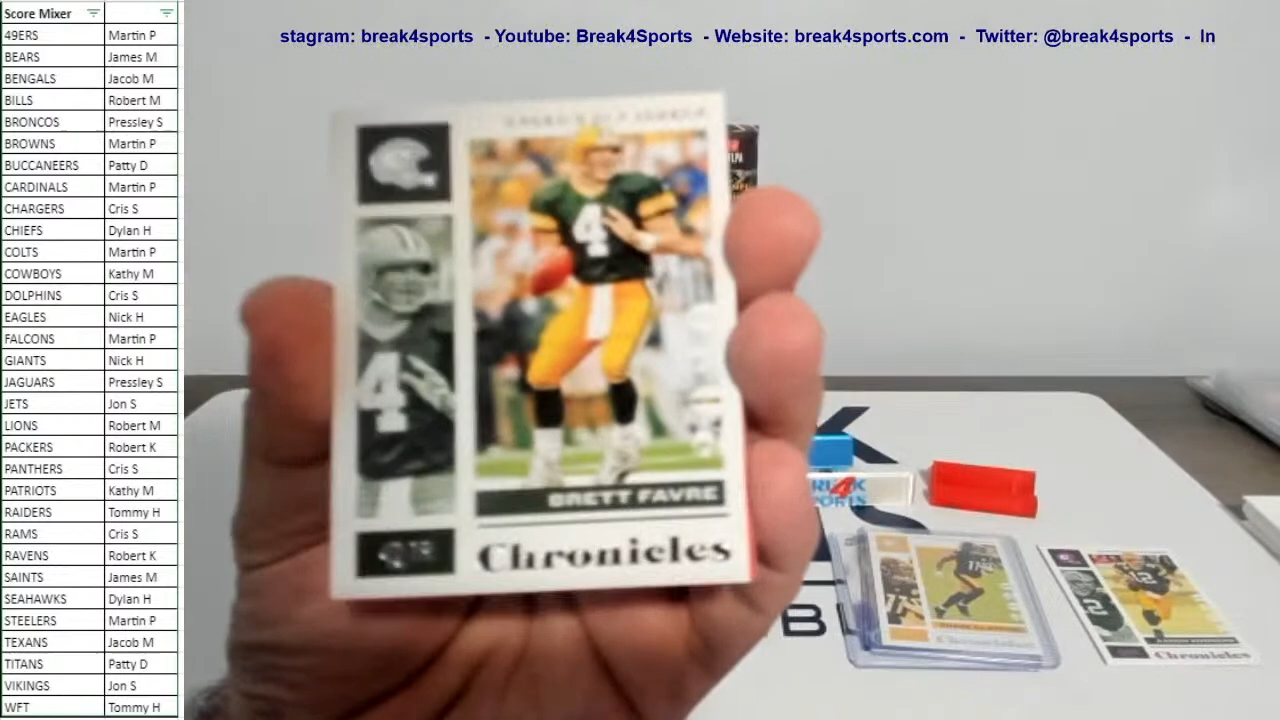 Score Mixer
49ERS Martin P
BEARS James M
BENGALS Jacob M
BILLS Robert M
BRONCOS Pressley S
BROWNS Martin P
BUCCANEERS Patty D
CARDINALS Martin P
CHARGERS Cris S
CHIEFS Dylan H
COLTS Martin P
COWBOYS Kathy M
DOLPHINS Cris S
EAGLES Nick H
FALCONS Martin P
GIANTS Nick H
JAGUARS Pressley S
JETS Jon S
LIONS Robert M
PACKERS Robert K
PANTHERS Cris S
PATRIOTS Kathy M
RAIDERS Tommy H
RAMS Cris S
RAVENS Robert K
SAINTS James M
SEAHAWKS Dylan H
STEELERS Martin P
TEXANS Jacob M
TITANS Patty D
VIKINGS Jon S
WFT Tommy H
stagram: break4sports - Youtube: Break4Sports - Website: break4sports.com - Twitter: @break4sports - In
4
4
BRETT FAVRE
Chronicles
12
Chronicles